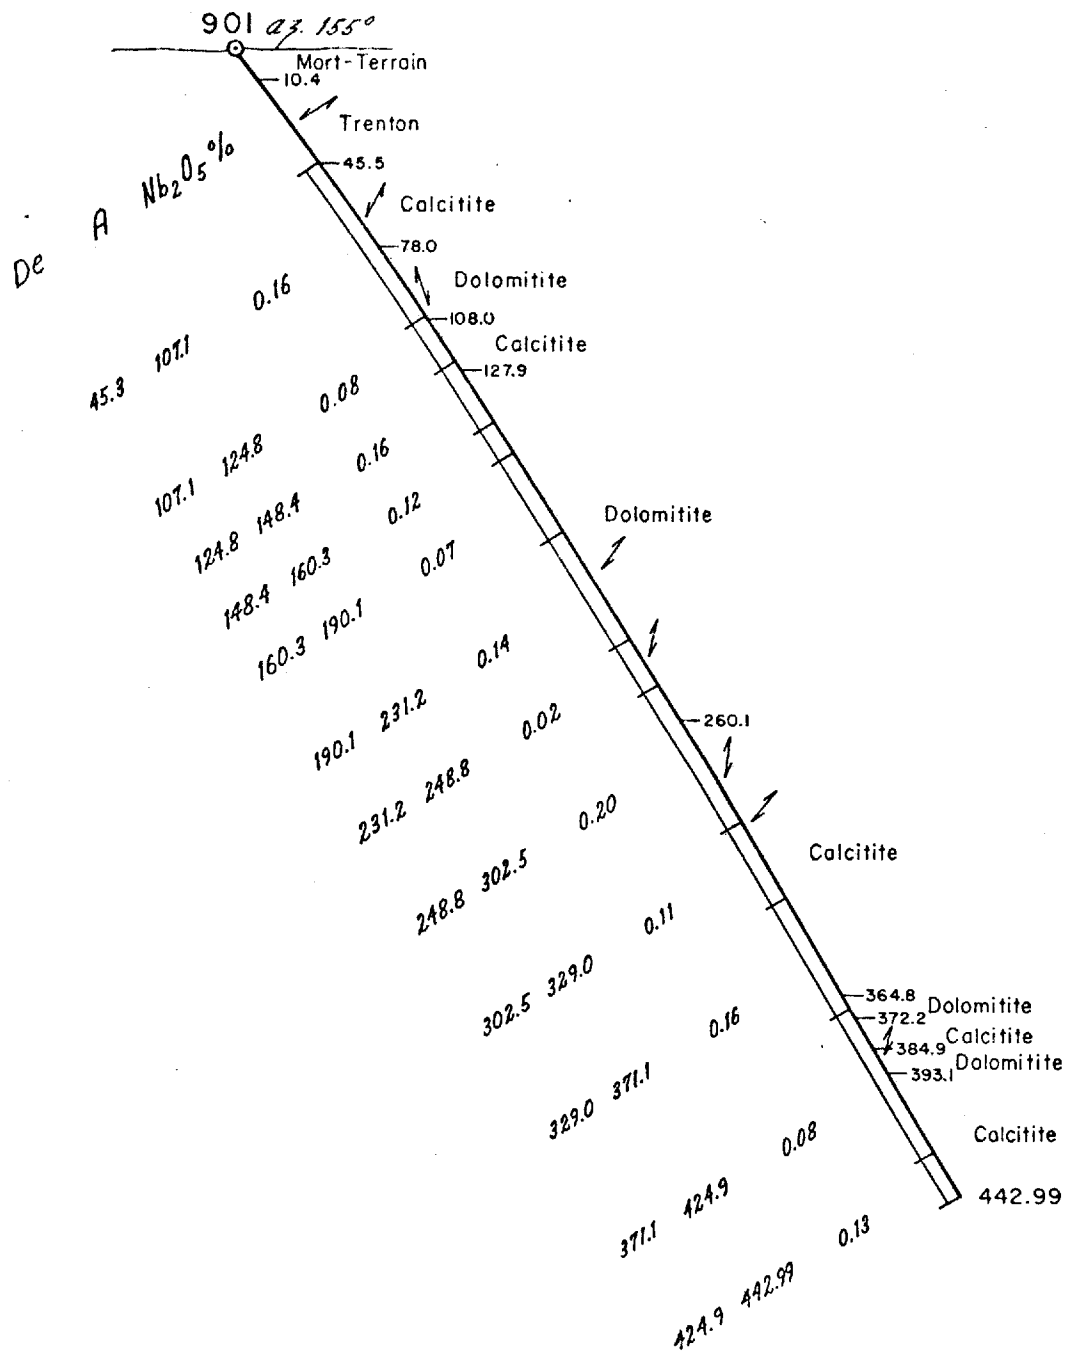 901 az. 155°
Mort-Terrain
10.4
Trenton
45.5
Calcitite
78.0
Dolomitite
108.0
Calcitite
127.9
Dolomitite
260.1
Calcitite
364.8
Dolomitite
372.2
Calcitite
384.9
Dolomitite
393.1
Calcitite
442.99
De A Nb2O5%
45.3 107.1 0.16
107.1 124.8 0.08
124.8 148.4 0.16
148.4 160.3 0.12
160.3 190.1 0.07
190.1 231.2 0.14
231.2 248.8 0.02
248.8 302.5 0.20
302.5 329.0 0.11
329.0 371.1 0.16
371.1 424.9 0.08
424.9 442.99 0.13